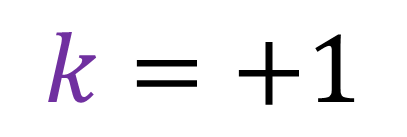 k = +1